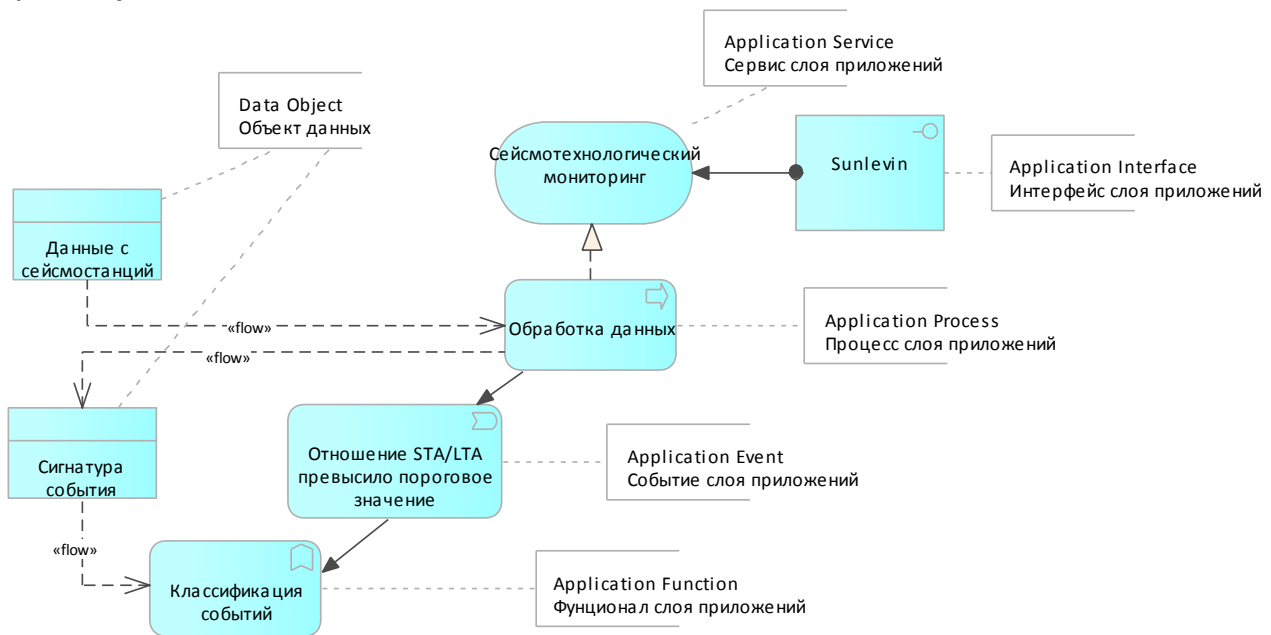 Application Service
Сервис слоя приложений
Data Object
Объект данных
Сейсмотехнологический
мониторинг
Sunlevin
Application Interface
Интерфейс слоя приложений
Данные с
сейсмостанций
«flow»
Обработка данных
Application Process
Процесс слоя приложений
«flow»
Сигнатура
события
Отношение STA/LTA
превысило пороговое
значение
Application Event
Событие слоя приложений
«flow»
Классификация
событий
Application Function
Фунционал слоя приложений